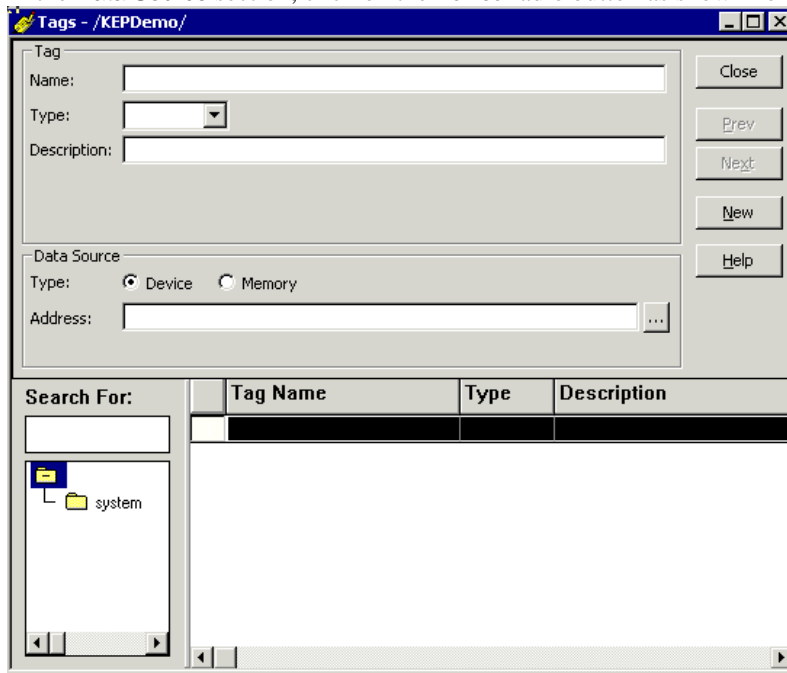 Tags - /KEPDemo/
Tag
Name:
Type:
Description:
Close
Prev
Next
New
Help
Data Source
Type: Device Memory
Address: ...
Search For:
Tag Name Type Description
system